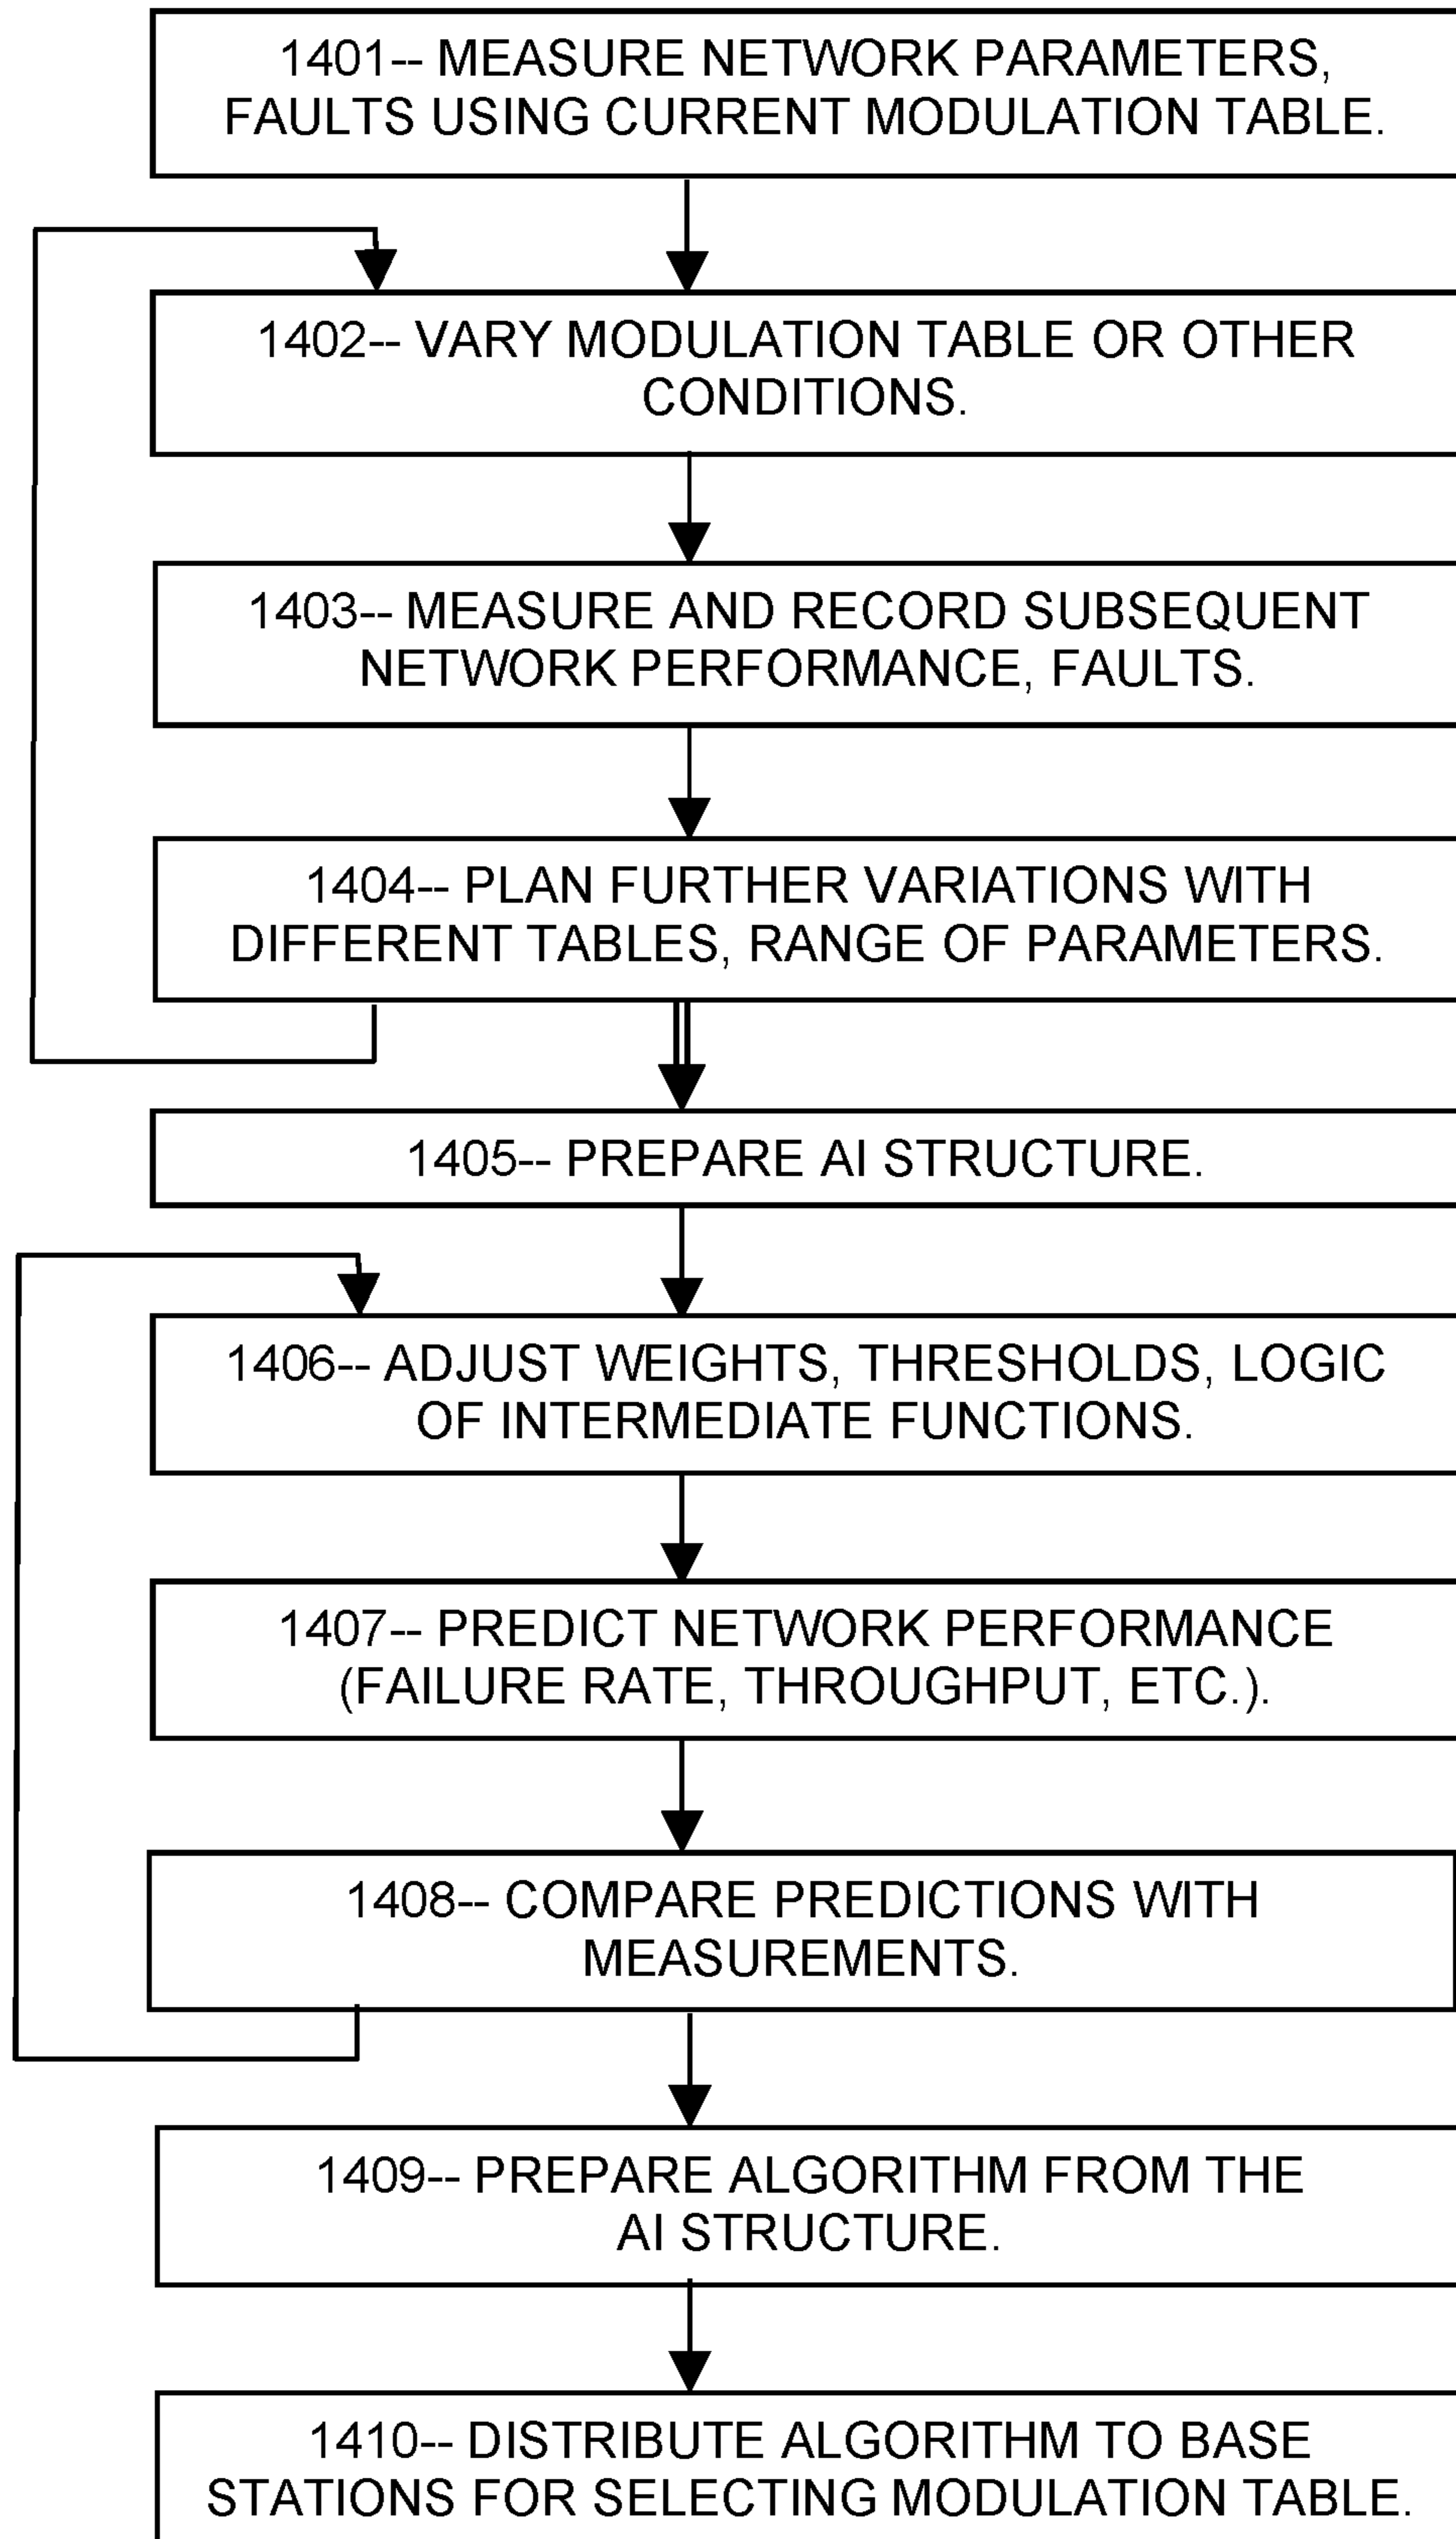 1401-- MEASURE NETWORK PARAMETERS,
FAULTS USING CURRENT MODULATION TABLE.
1402-- VARY MODULATION TABLE OR OTHER
CONDITIONS.
1403-- MEASURE AND RECORD SUBSEQUENT
NETWORK PERFORMANCE, FAULTS.
1404-- PLAN FURTHER VARIATIONS WITH
DIFFERENT TABLES, RANGE OF PARAMETERS.
1405-- PREPARE AI STRUCTURE.
1406-- ADJUST WEIGHTS, THRESHOLDS, LOGIC
OF INTERMEDIATE FUNCTIONS.
1407-- PREDICT NETWORK PERFORMANCE
(FAILURE RATE, THROUGHPUT, ETC.).
1408-- COMPARE PREDICTIONS WITH
MEASUREMENTS.
1409-- PREPARE ALGORITHM FROM THE
AI STRUCTURE.
1410-- DISTRIBUTE ALGORITHM TO BASE
STATIONS FOR SELECTING MODULATION TABLE.